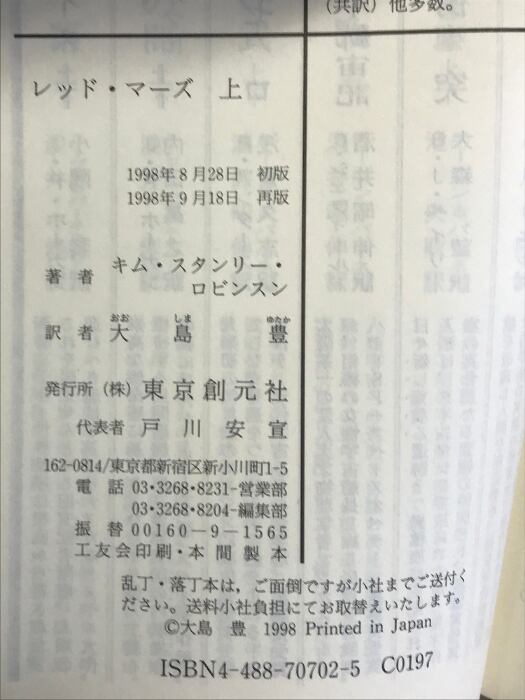 (共訳) 他多数。
レッド・マーズ 上
1998年8月28日 初版
1998年9月18日 再版
著者 キム・スタンリー・
ロビンスン
おお しま ゆたか
訳者 大島 豊
発行所 (株) 東京創元社
代表者 戸川安宣
162-0814/東京都新宿区新小川町1-5
電話 03・3268・8231-営業部
03・3268・8204-編集部
振替 00160-9-1565
工友会印刷・本間製本
乱丁・落丁本は，ご面倒ですが小社までご送付く
ださい。送料小社負担にてお取替えいたします。
©大島 豊 1998 Printed in Japan
ISBN4-488-70702-5 C0197